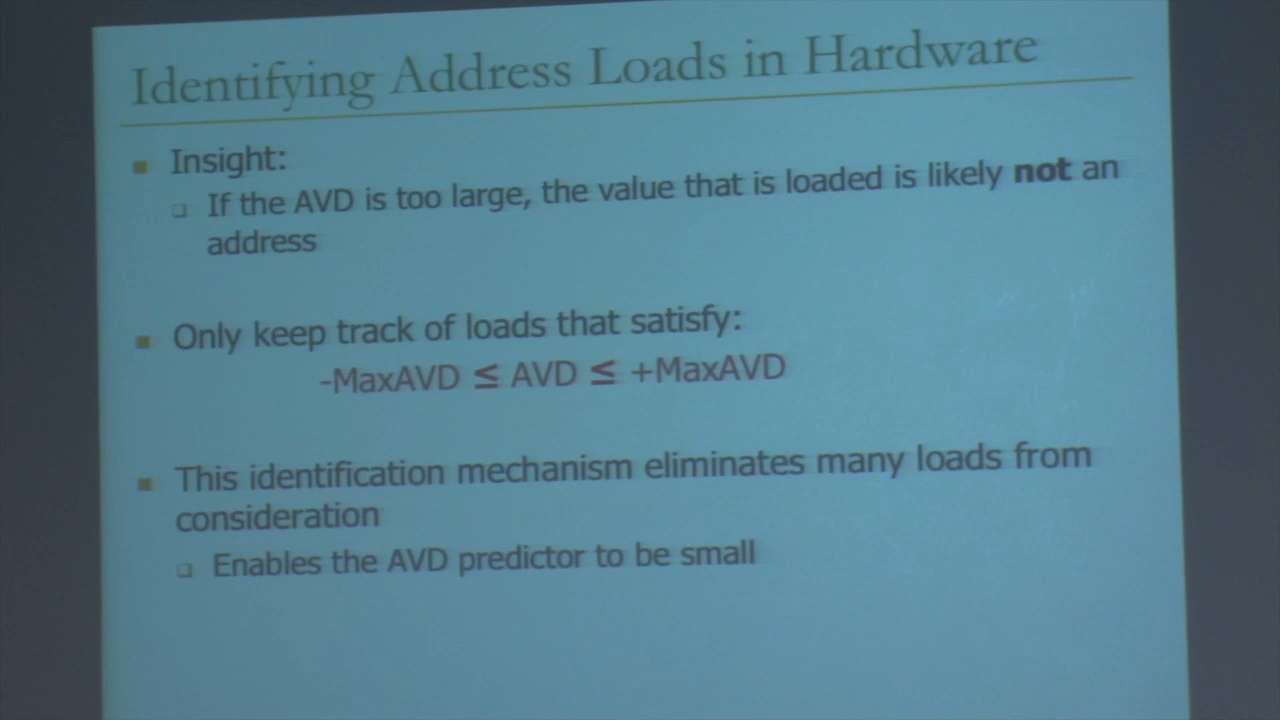 Identifying Address Loads in Hardware
Insight:
If the AVD is too large, the value that is loaded is likely not an
address
Only keep track of loads that satisfy:
-MaxAVD ≤ AVD ≤ +MaxAVD
This identification mechanism eliminates many loads from
consideration
Enables the AVD predictor to be small